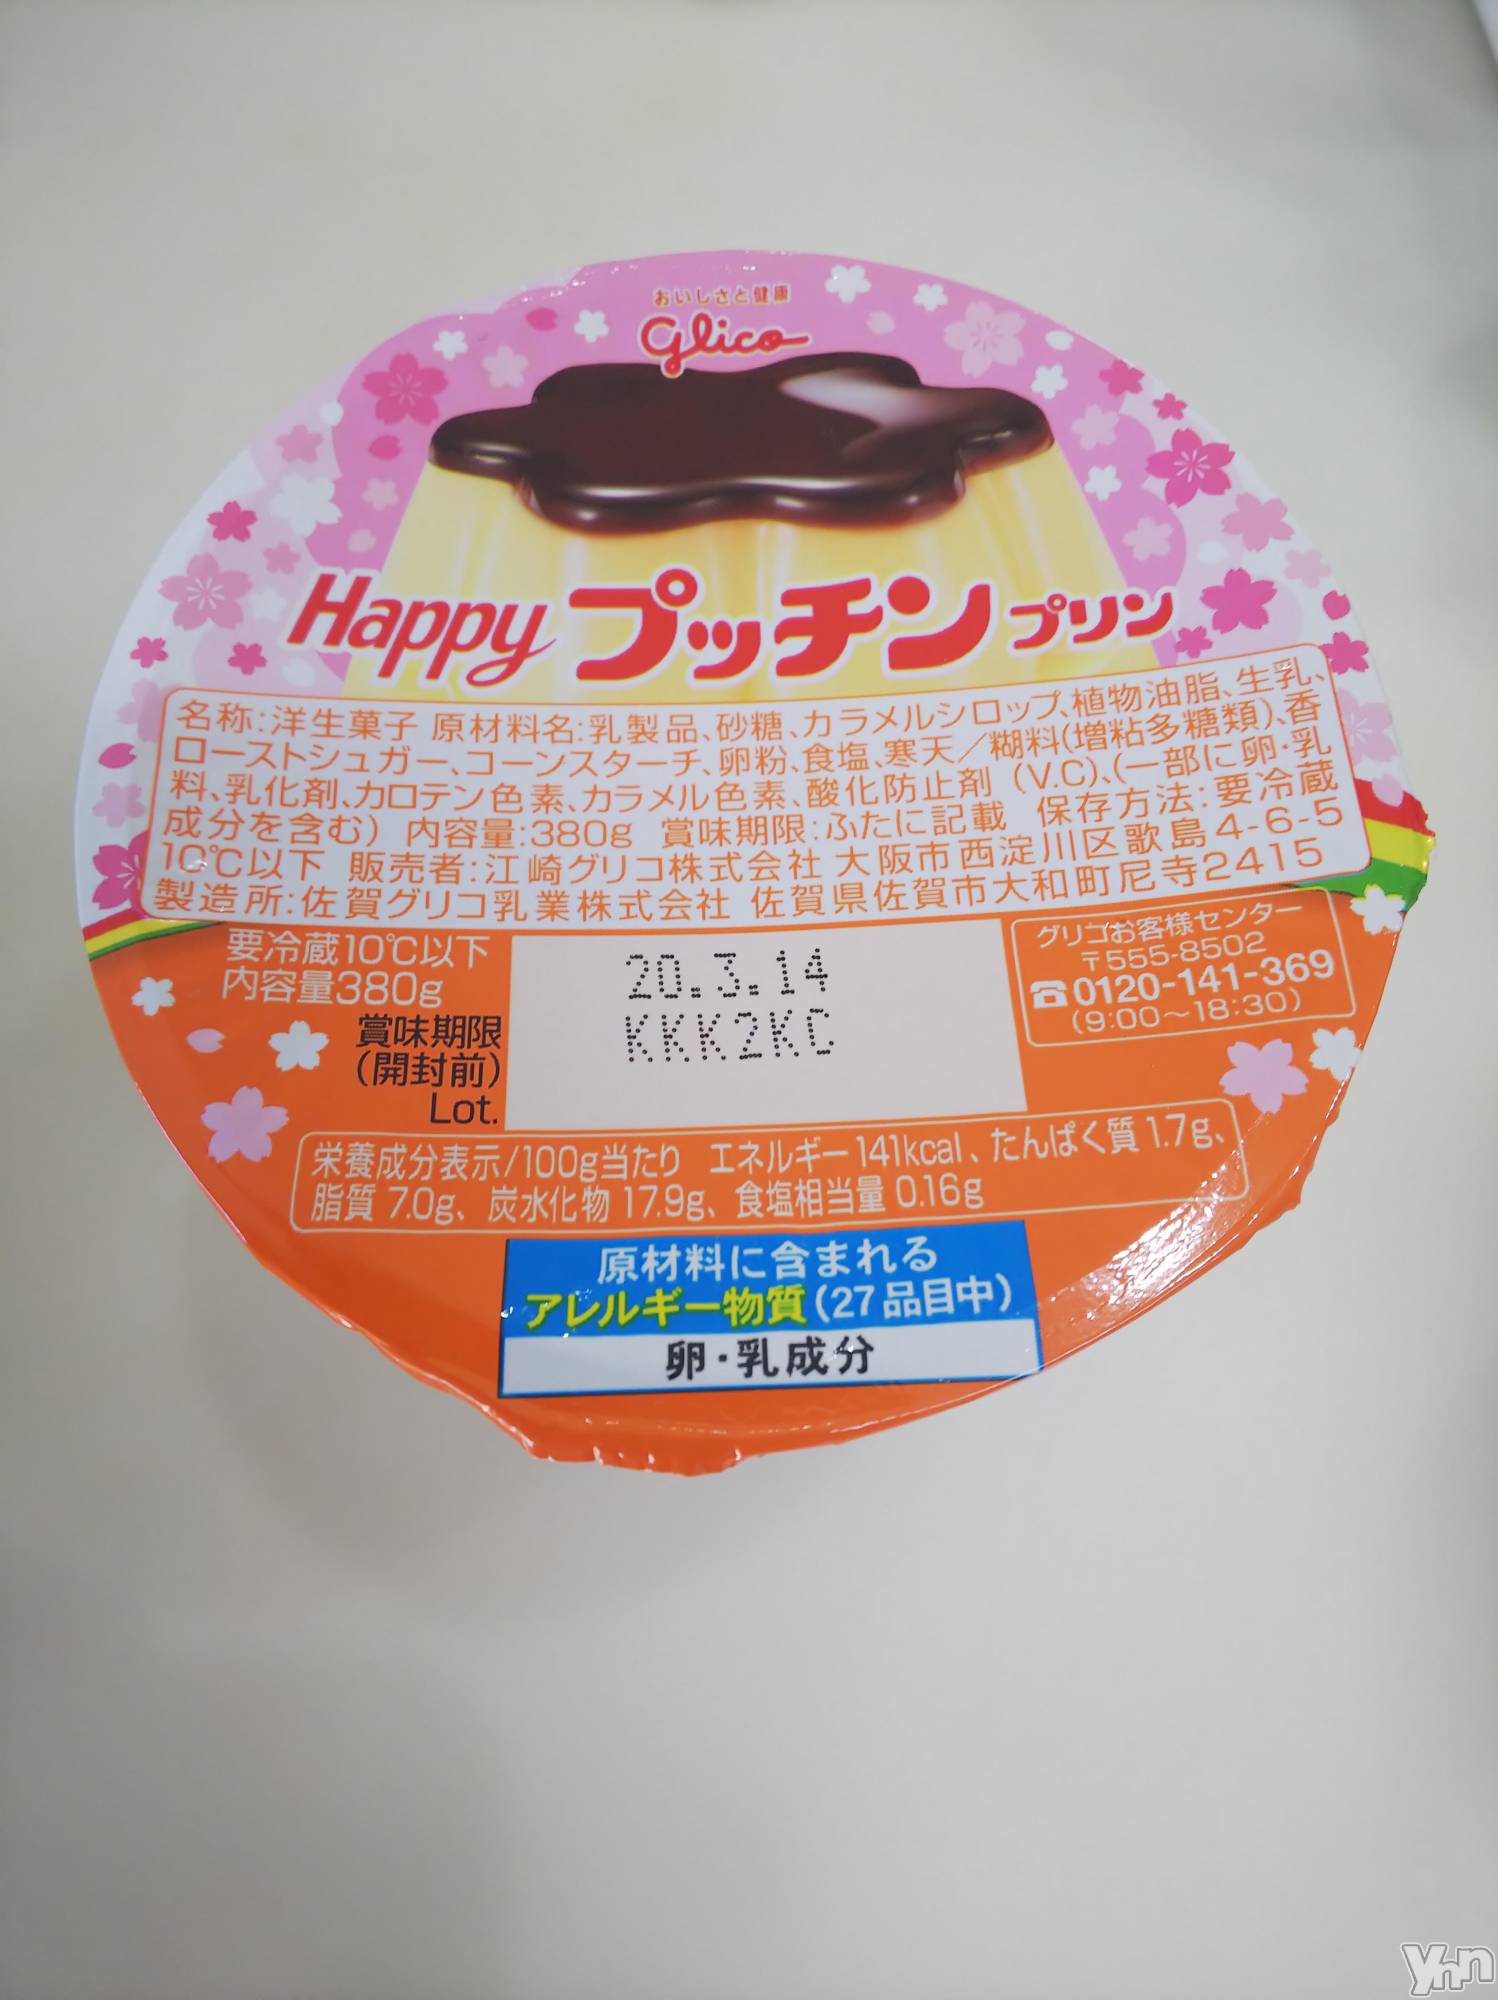 おいしさと健康
Glico
Happy プッチンプリン
名称:洋生菓子 原材料名:乳製品、砂糖、カラメルシロップ、植物油脂、生乳、
ローストシュガー、コーンスターチ、卵粉、食塩、寒天/糊料(増粘多糖類)、香
料、乳化剤、カロテン色素、カラメル色素、酸化防止剤(V.C)、(一部に卵・乳
成分を含む) 内容量:380g 賞味期限:ふたに記載 保存方法:要冷蔵
10℃以下 販売者:江崎グリコ株式会社 大阪市西淀川区歌島4-6-5
製造所:佐賀グリコ乳業株式会社 佐賀県佐賀市大和町尼寺2415
要冷蔵10℃以下
内容量380g
賞味期限
(開封前)
Lot.
20.3.14
KKK2KC
グリコお客様センター
〒555-8502
☎0120-141-369
(9:00〜18:30)
栄養成分表示/100g当たり エネルギー 141kcal、たんぱく質 1.7g、
脂質 7.0g、炭水化物 17.9g、食塩相当量 0.16g
原材料に含まれる
アレルギー物質(27品目中)
卵・乳成分